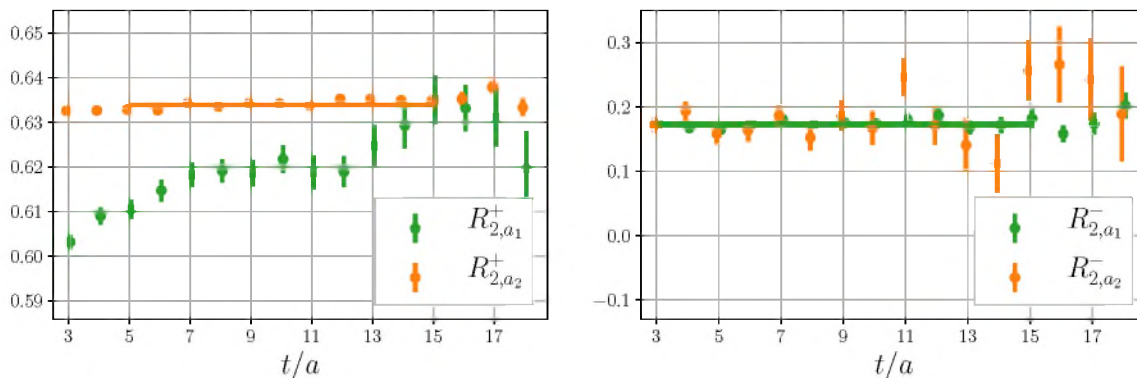 0.65
0.64
0.63
0.62
0.61
0.60
0.59
3 5 7 9 11 13 15 17
t/a
R^+_{2,a_1}
R^+_{2,a_2}
0.3
0.2
0.1
0.0
−0.1
3 5 7 9 11 13 15 17
t/a
R^-_{2,a_1}
R^-_{2,a_2}